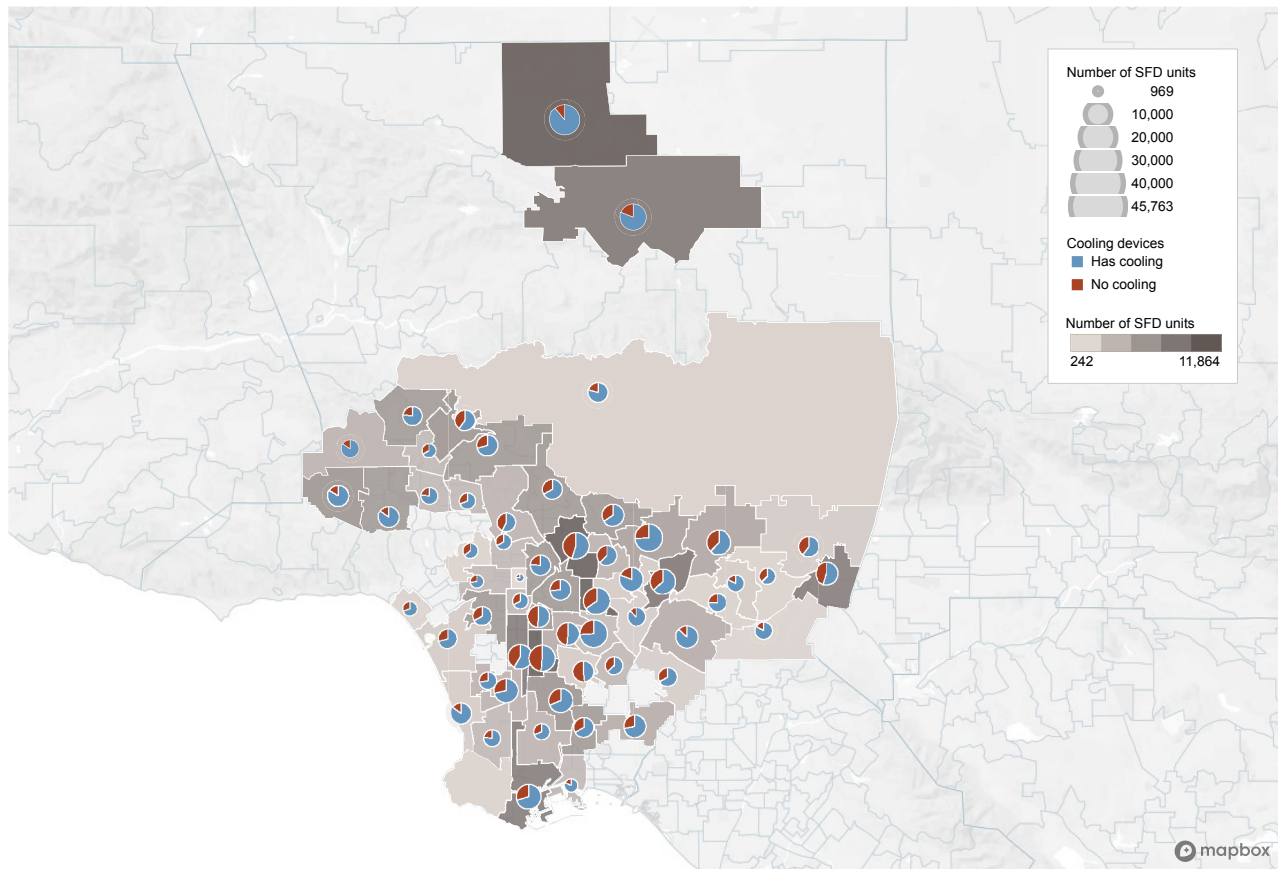 Number of SFD units
969
10,000
20,000
30,000
40,000
45,763
Cooling devices
Has cooling
No cooling
Number of SFD units
242 11,864
mapbox